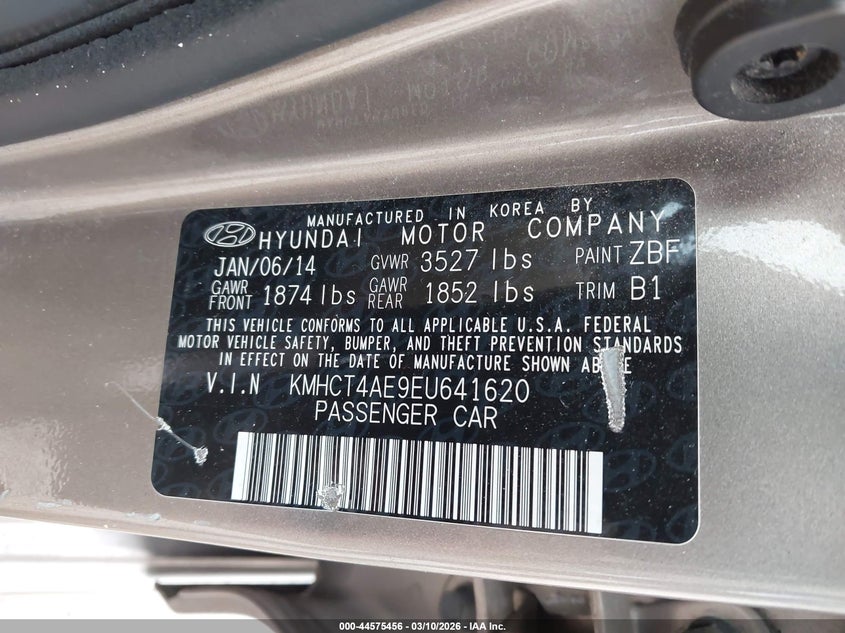 MANUFACTURED IN KOREA BY
HYUNDAI MOTOR COMPANY
JAN/06/14 GVWR 3527 lbs PAINT ZBF
GAWR FRONT 1874 lbs GAWR REAR 1852 lbs TRIM B1
THIS VEHICLE CONFORMS TO ALL APPLICABLE U.S.A. FEDERAL
MOTOR VEHICLE SAFETY, BUMPER, AND THEFT PREVENTION STANDARDS
IN EFFECT ON THE DATE OF MANUFACTURE SHOWN ABOVE
V.I.N KMHCT4AE9EU641620
PASSENGER CAR
000-44575456 - 03/10/2026 - IAA Inc.